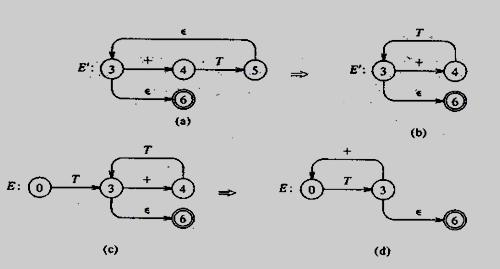 ϵ
E': 3 + 4 T 5 ⇒
ϵ 6
(a)
T
E': 3 + 4
ϵ 6
(b)
T
E: 0 T 3 + 4 ⇒
ϵ 6
(c)
+
E: 0 T 3
ϵ 6
(d)